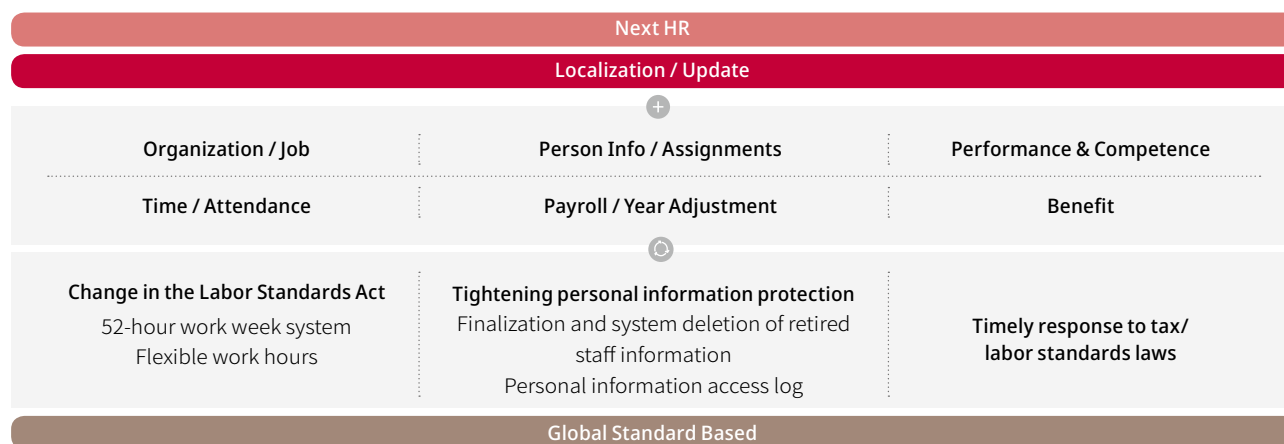 Next HR
Localization / Update
Organization / Job
Person Info / Assignments
Performance & Competence
Time / Attendance
Payroll / Year Adjustment
Benefit
Change in the Labor Standards Act
52-hour work week system
Flexible work hours
Tightening personal information protection
Finalization and system deletion of retired
staff information
Personal information access log
Timely response to tax/
labor standards laws
Global Standard Based